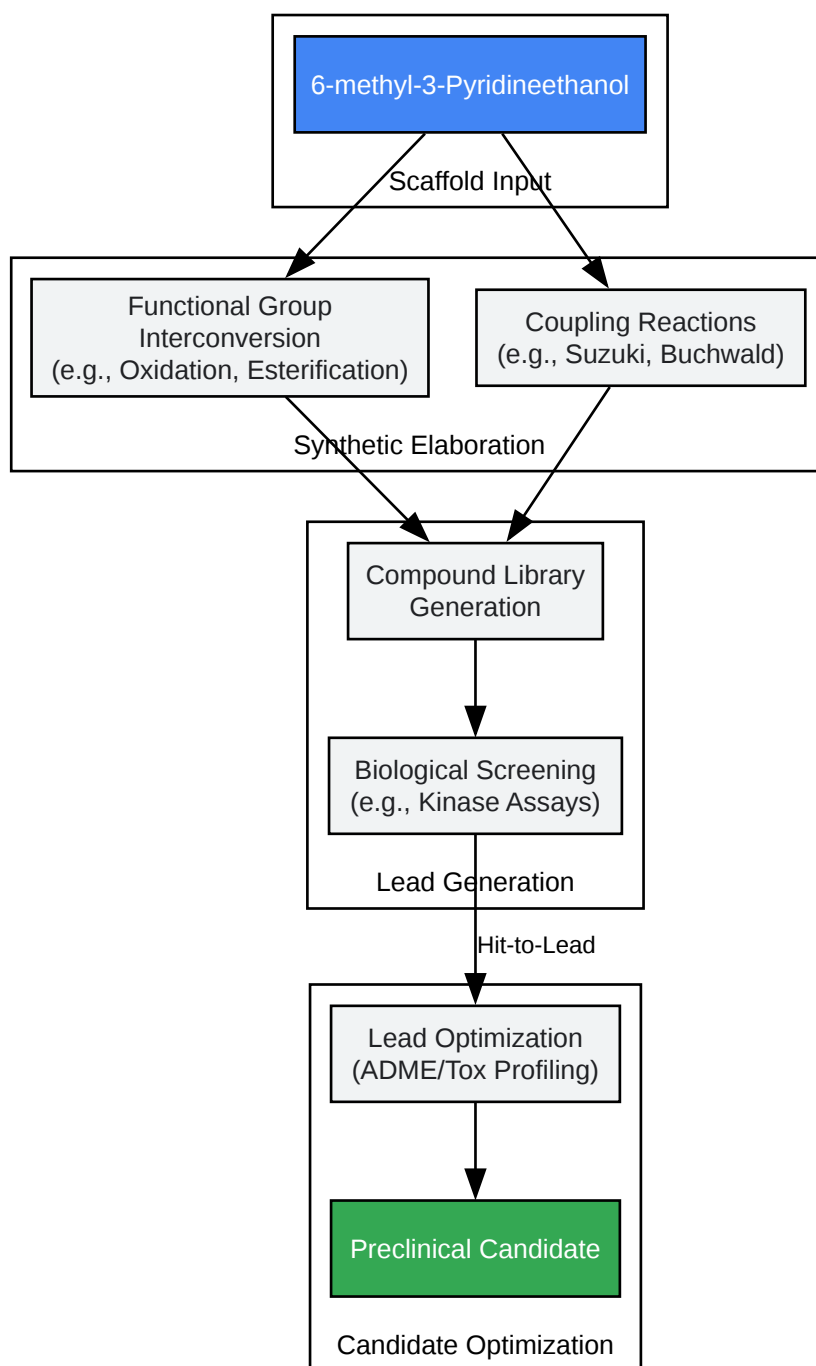 6-methyl-3-Pyridineethanol
Scaffold Input
Functional Group
Interconversion
(e.g., Oxidation, Esterification)
Coupling Reactions
(e.g., Suzuki, Buchwald)
Synthetic Elaboration
Compound Library
Generation
Biological Screening
(e.g., Kinase Assays)
Lead Generation
Hit-to-Lead
Lead Optimization
(ADME/Tox Profiling)
Preclinical Candidate
Candidate Optimization